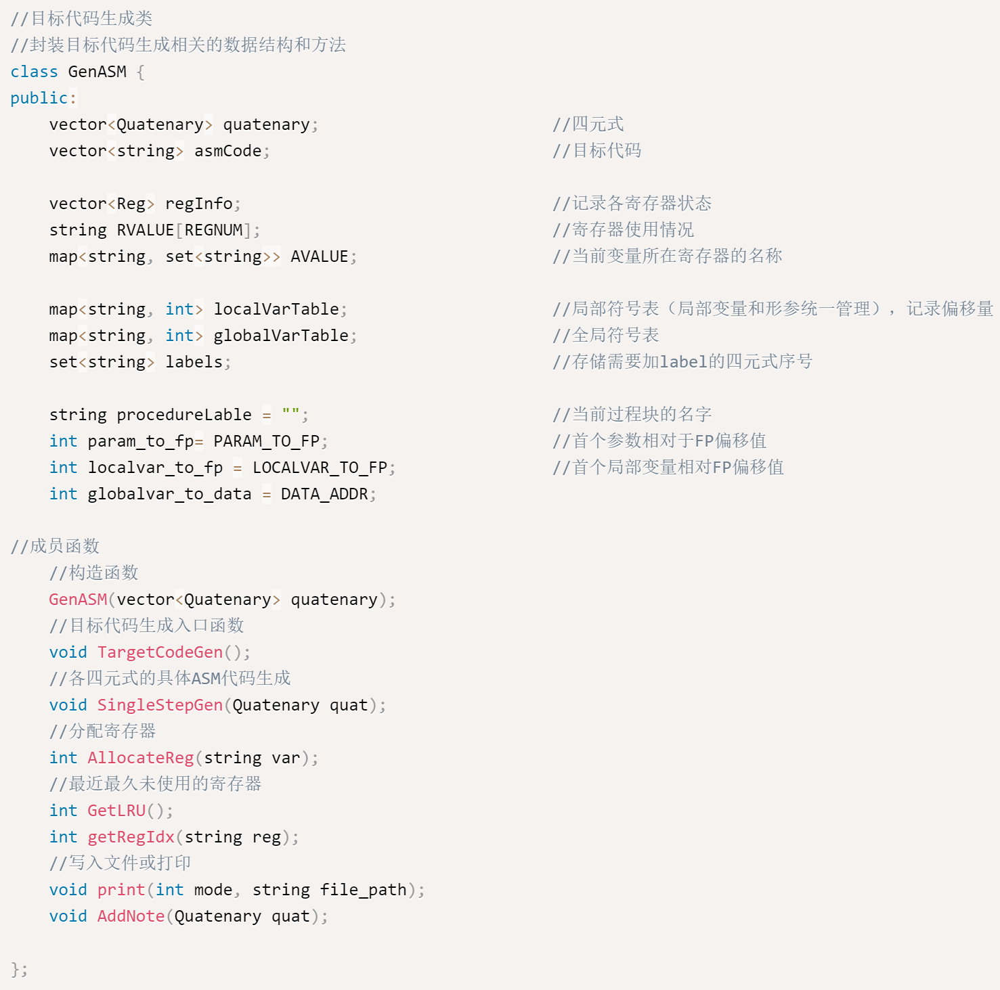 //目标代码生成类
//封装目标代码生成相关的数据结构和方法
class GenASM {
public:
    vector<Quatenary> quatenary;                        //四元式
    vector<string> asmCode;                             //目标代码

    vector<Reg> regInfo;                                //记录各寄存器状态
    string RVALUE[REGNUM];                              //寄存器使用情况
    map<string, set<string>> AVALUE;                    //当前变量所在寄存器的名称

    map<string, int> localVarTable;                     //局部符号表（局部变量和形参统一管理），记录偏移量
    map<string, int> globalVarTable;                    //全局符号表
    set<string> labels;                                 //存储需要加label的四元式序号

    string procedureLable = "";                         //当前过程块的名字
    int param_to_fp= PARAM_TO_FP;                       //首个参数相对于FP偏移值
    int localvar_to_fp = LOCALVAR_TO_FP;                //首个局部变量相对FP偏移值
    int globalvar_to_data = DATA_ADDR;

//成员函数
    //构造函数
    GenASM(vector<Quatenary> quatenary);
    //目标代码生成入口函数
    void TargetCodeGen();
    //各四元式的具体ASM代码生成
    void SingleStepGen(Quatenary quat);
    //分配寄存器
    int AllocateReg(string var);
    //最近最久未使用的寄存器
    int GetLRU();
    int getRegIdx(string reg);
    //写入文件或打印
    void print(int mode, string file_path);
    void AddNote(Quatenary quat);

};